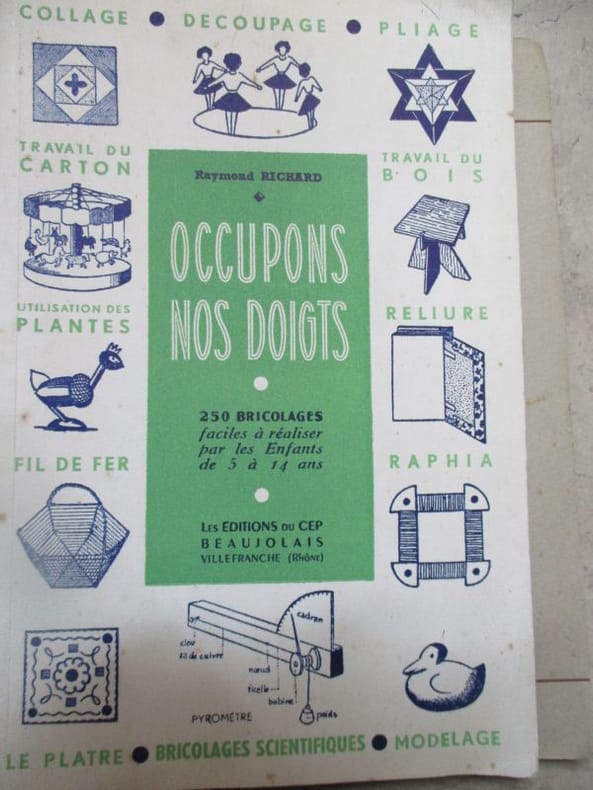 COLLAGE ● DECOUPAGE ● PLIAGE
TRAVAIL DU
CARTON
TRAVAIL DU
BOIS
Raymond RICHARD
OCCUPONS
NOS DOIGTS
UTILISATION DES
PLANTES
RELIURE
250 BRICOLAGES
faciles à réaliser
par les Enfants
de 5 à 14 ans
FIL DE FER
RAPHIA
LES ÉDITIONS DU CEP
BEAUJOLAIS
VILLEFRANCHE (RHÔNE)
cadran
clou
fil de cuivre
nœud
ficelle
bobine
poids
PYROMÈTRE
LE PLATRE ● BRICOLAGES SCIENTIFIQUES ● MODELAGE